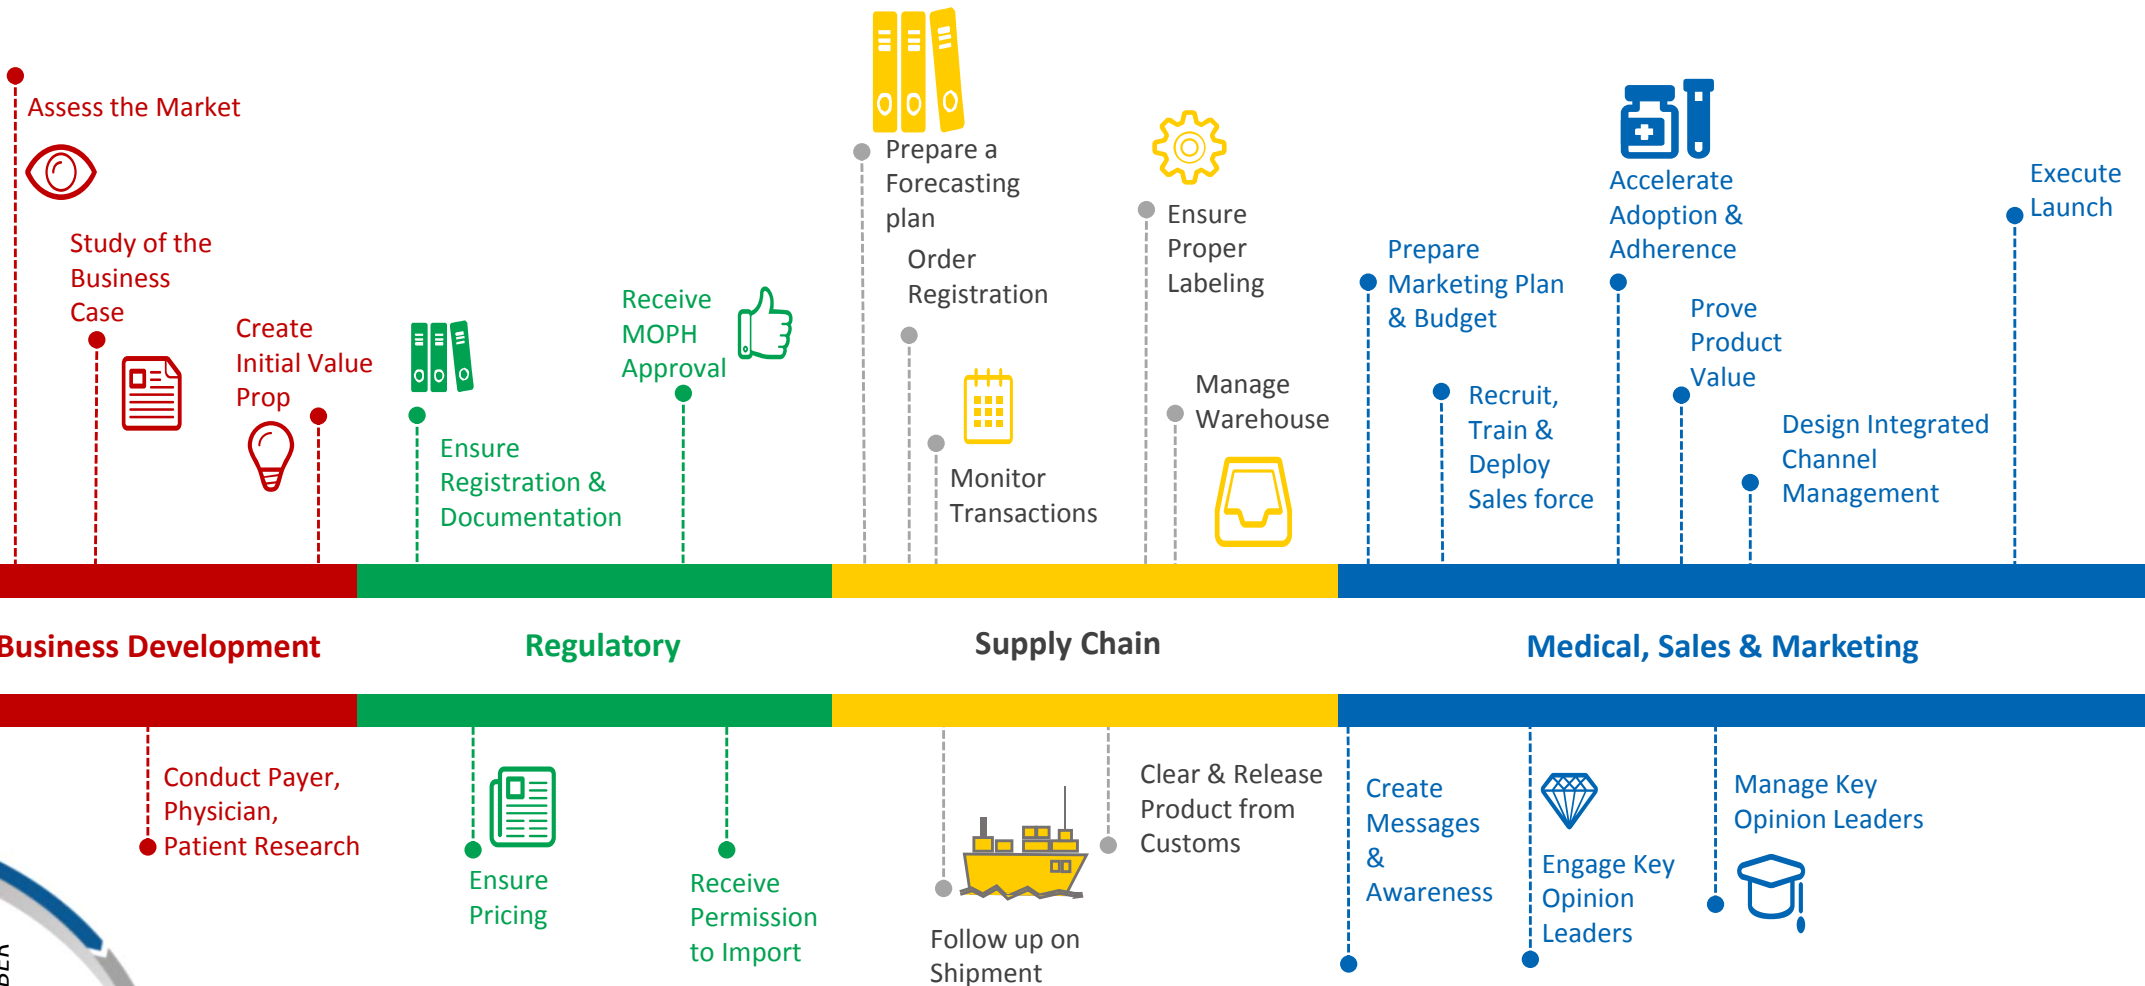 Assess the Market
Study of the
Business
Case
Create
Initial Value
Prop
Ensure
Registration &
Documentation
Receive
MOPH
Approval
Prepare a
Forecasting
plan
Order
Registration
Monitor
Transactions
Ensure
Proper
Labeling
Manage
Warehouse
Prepare
Marketing Plan
& Budget
Recruit,
Train &
Deploy
Sales force
Accelerate
Adoption &
Adherence
Prove
Product
Value
Design Integrated
Channel
Management
Execute
Launch
Business Development
Regulatory
Supply Chain
Medical, Sales & Marketing
Conduct Payer,
Physician,
Patient Research
Ensure
Pricing
Receive
Permission
to Import
Follow up on
Shipment
Clear & Release
Product from
Customs
Create
Messages
&
Awareness
Engage Key
Opinion
Leaders
Manage Key
Opinion Leaders